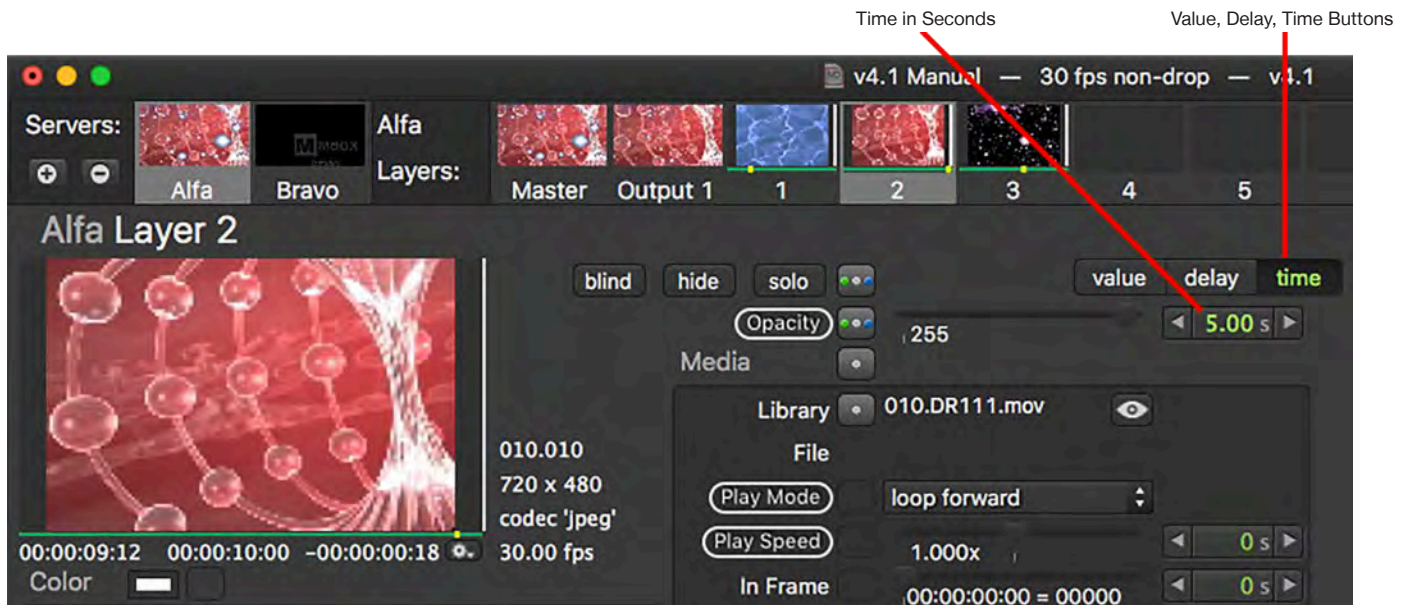 Time in Seconds
Value, Delay, Time Buttons
v4.1 Manual — 30 fps non-drop — v4.1
Servers:
Alfa
Bravo
Alfa
Layers:
Master
Output 1
1
2
3
4
5
Alfa Layer 2
blind
hide
solo
value
delay
time
Opacity
255
5.00 s
Media
Library
010.DR111.mov
File
010.010
720 x 480
codec 'jpeg'
30.00 fps
Play Mode
loop forward
Play Speed
1.000x
0 s
In Frame
00:00:00:00 = 00000
0 s
00:00:09:12
00:00:10:00
-00:00:00:18
Color